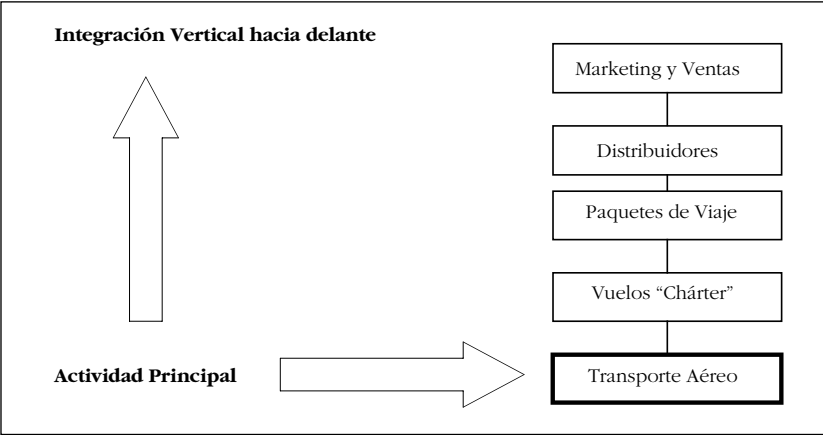 Integración Vertical hacia delante
Marketing y Ventas
Distribuidores
Paquetes de Viaje
Vuelos “Chárter”
Actividad Principal
Transporte Aéreo